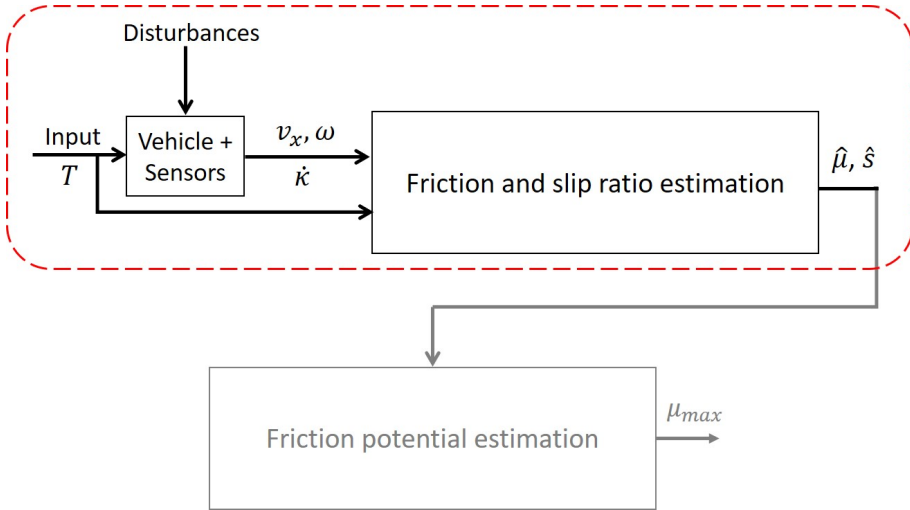 Disturbances
Input
T
Vehicle +
Sensors
vₓ, ω
κ̇
Friction and slip ratio estimation
μ̂, ŝ
Friction potential estimation
μₘₐₓ